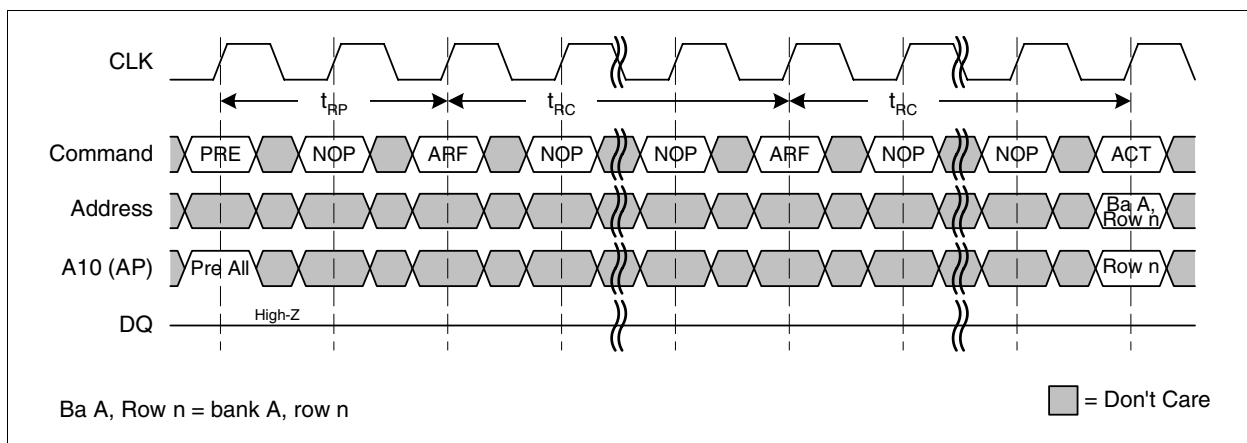 CLK
tRP tRC tRC
Command PRE NOP ARF NOP NOP ARF NOP NOP ACT
Address Ba A,
Row n
A10 (AP) Pre All Row n
DQ High-Z
Ba A, Row n = bank A, row n
= Don't Care